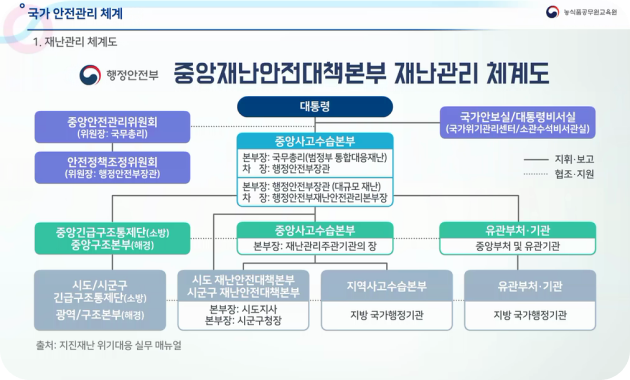 국가 안전관리 체계
농식품공무원교육원
1. 재난관리 체계도
행정안전부
중앙재난안전대책본부 재난관리 체계도
대통령
중앙안전관리위원회
(위원장: 국무총리)
국가안보실/대통령비서실
(국가위기관리센터/소관수석비서관실)
중앙사고수습본부
본부장: 국무총리(범정부 통합대응재난)
차 장: 행정안전부장관
안전정책조정위원회
(위원장: 행정안전부장관)
지휘·보고
협조·지원
본부장: 행정안전부장관 (대규모 재난)
차 장: 행정안전부재난안전관리본부장
중앙긴급구조통제단(소방)
중앙구조본부(해경)
중앙사고수습본부
본부장: 재난관리주관기관의 장
유관부처·기관
중앙부처 및 유관기관
시도/시군구
긴급구조통제단(소방)
광역/구조본부(해경)
시도 재난안전대책본부
시군구 재난안전대책본부
본부장: 시도지사
본부장: 시군구청장
지역사고수습본부
지방 국가행정기관
유관부처·기관
지방 국가행정기관
출처: 지진재난 위기대응 실무 매뉴얼